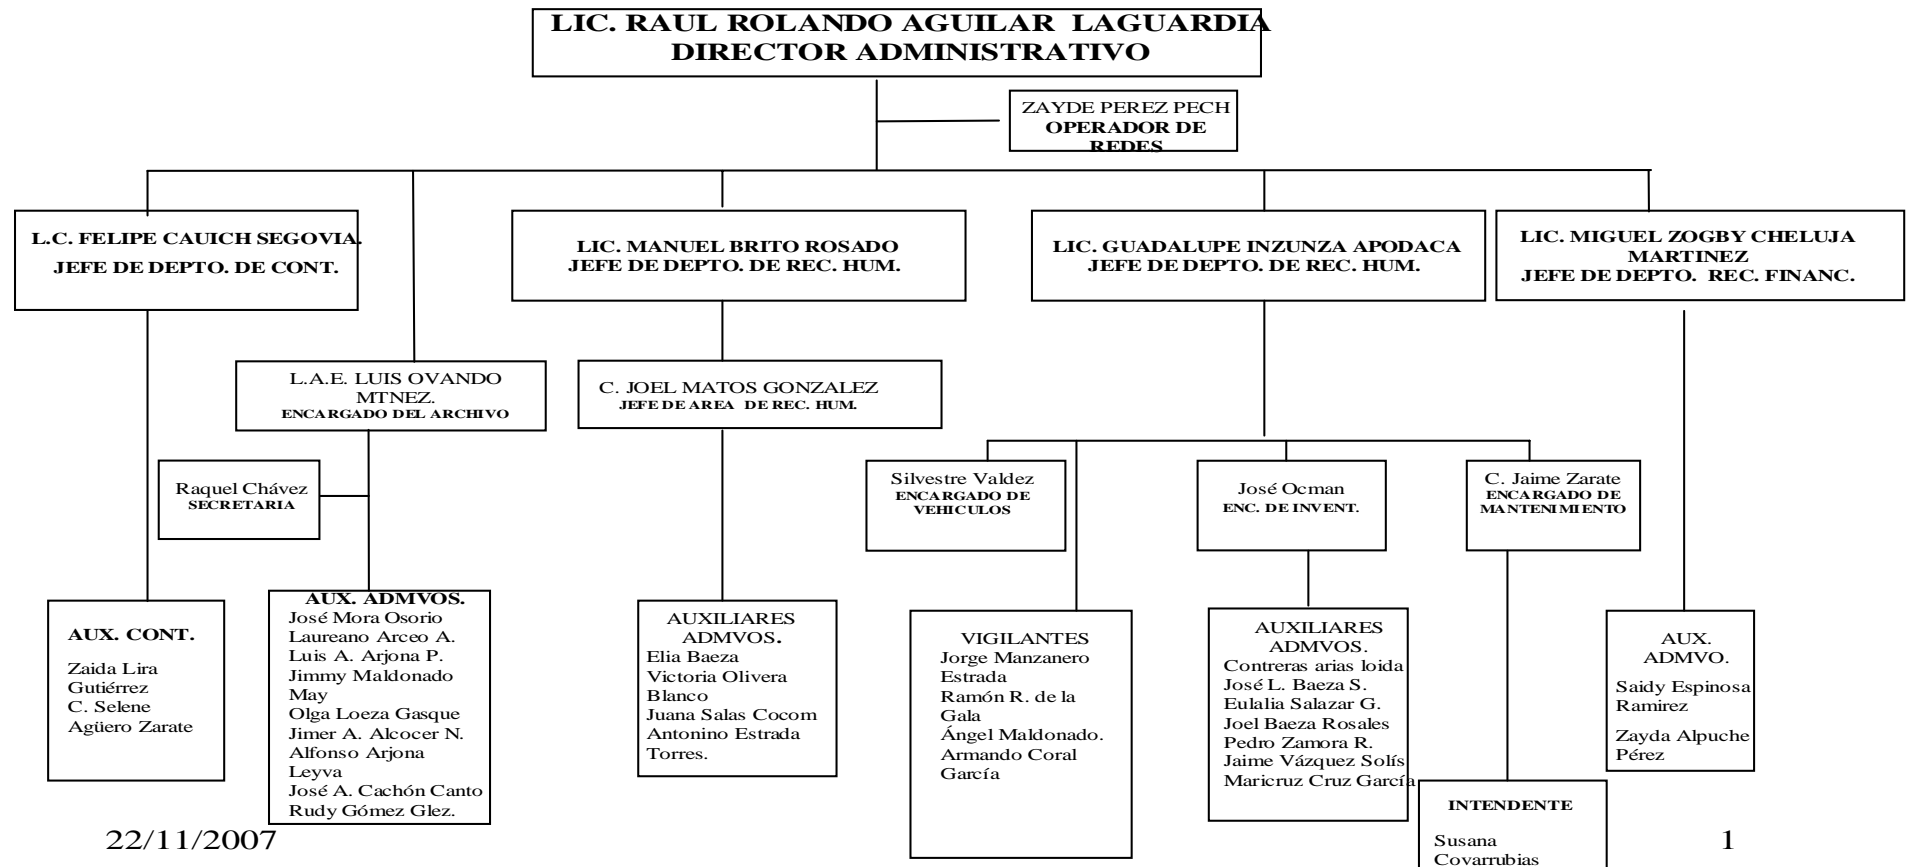 LIC. RAUL ROLANDO AGUILAR LAGUARDIA
DIRECTOR ADMINISTRATIVO
ZAYDE PEREZ PECH
OPERADOR DE
REDES
L.C. FELIPE CAUICH SEGOVIA.
JEFE DE DEPTO. DE CONT.
LIC. MANUEL BRITO ROSADO
JEFE DE DEPTO. DE REC. HUM.
LIC. GUADALUPE INZUNZA APODACA
JEFE DE DEPTO. DE REC. HUM.
LIC. MIGUEL ZOGBY CHELUJA
MARTINEZ
JEFE DE DEPTO. REC. FINANC.
L.A.E. LUIS OVANDO
MTNEZ.
ENCARGADO DEL ARCHIVO
C. JOEL MATOS GONZALEZ
JEFE DE AREA DE REC. HUM.
Raquel Chávez
SECRETARIA
Silvestre Valdez
ENCARGADO DE
VEHICULOS
José Ocman
ENC. DE INVENT.
C. Jaime Zarate
ENCARGADO DE
MANTENIMIENTO
AUX. CONT.
Zaida Lira
Gutiérrez
C. Selene
Agüero Zarate
AUX. ADMVOS.
José Mora Osorio
Laureano Arceo A.
Luis A. Arjona P.
Jimmy Maldonado
May
Olga Loeza Gasque
Jimer A. Alcocer N.
Alfonso Arjona
Leyva
José A. Cachón Canto
Rudy Gómez Glez.
AUXILIARES
ADMVOS.
Elia Baeza
Victoria Olivera
Blanco
Juana Salas Cocom
Antonino Estrada
Torres.
VIGILANTES
Jorge Manzanero
Estrada
Ramón R. de la
Gala
Ángel Maldonado.
Armando Coral
García
AUXILIARES
ADMVOS.
Contreras arias loida
José L. Baeza S.
Eulalia Salazar G.
Joel Baeza Rosales
Pedro Zamora R.
Jaime Vázquez Solís
Maricruz Cruz García
INTENDENTE
Susana
Covarrubias
AUX.
ADMVO.
Saidy Espinosa
Ramirez
Zayda Alpuche
Pérez
22/11/2007
1